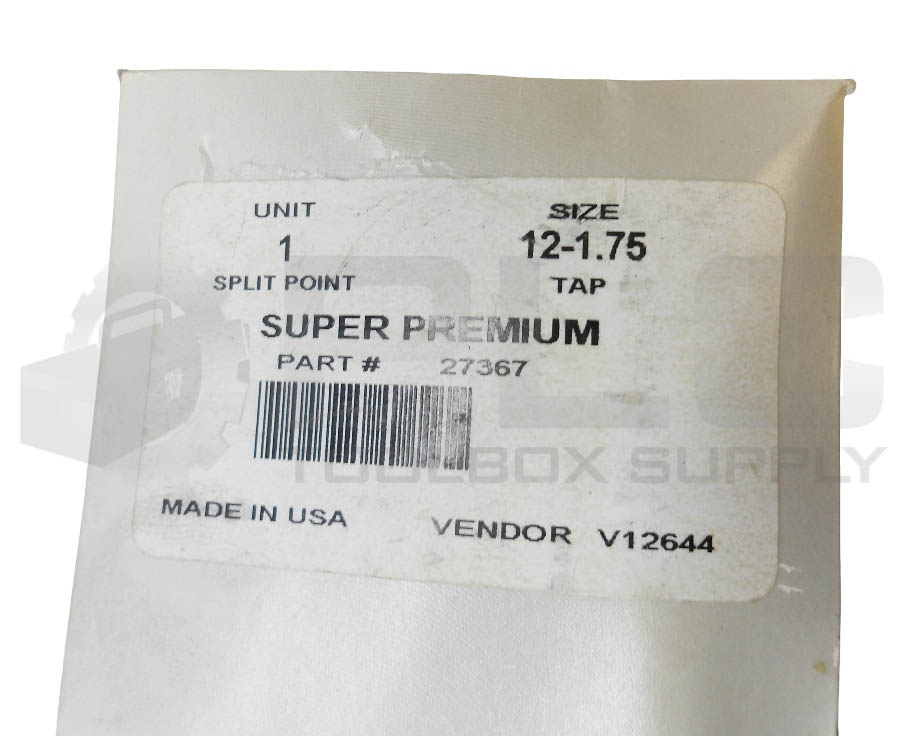 UNIT SIZE
1 12-1.75
SPLIT POINT TAP
SUPER PREMIUM
PART # 27367
MADE IN USA VENDOR V12644
PLC
TOOLBOX SUPPLY